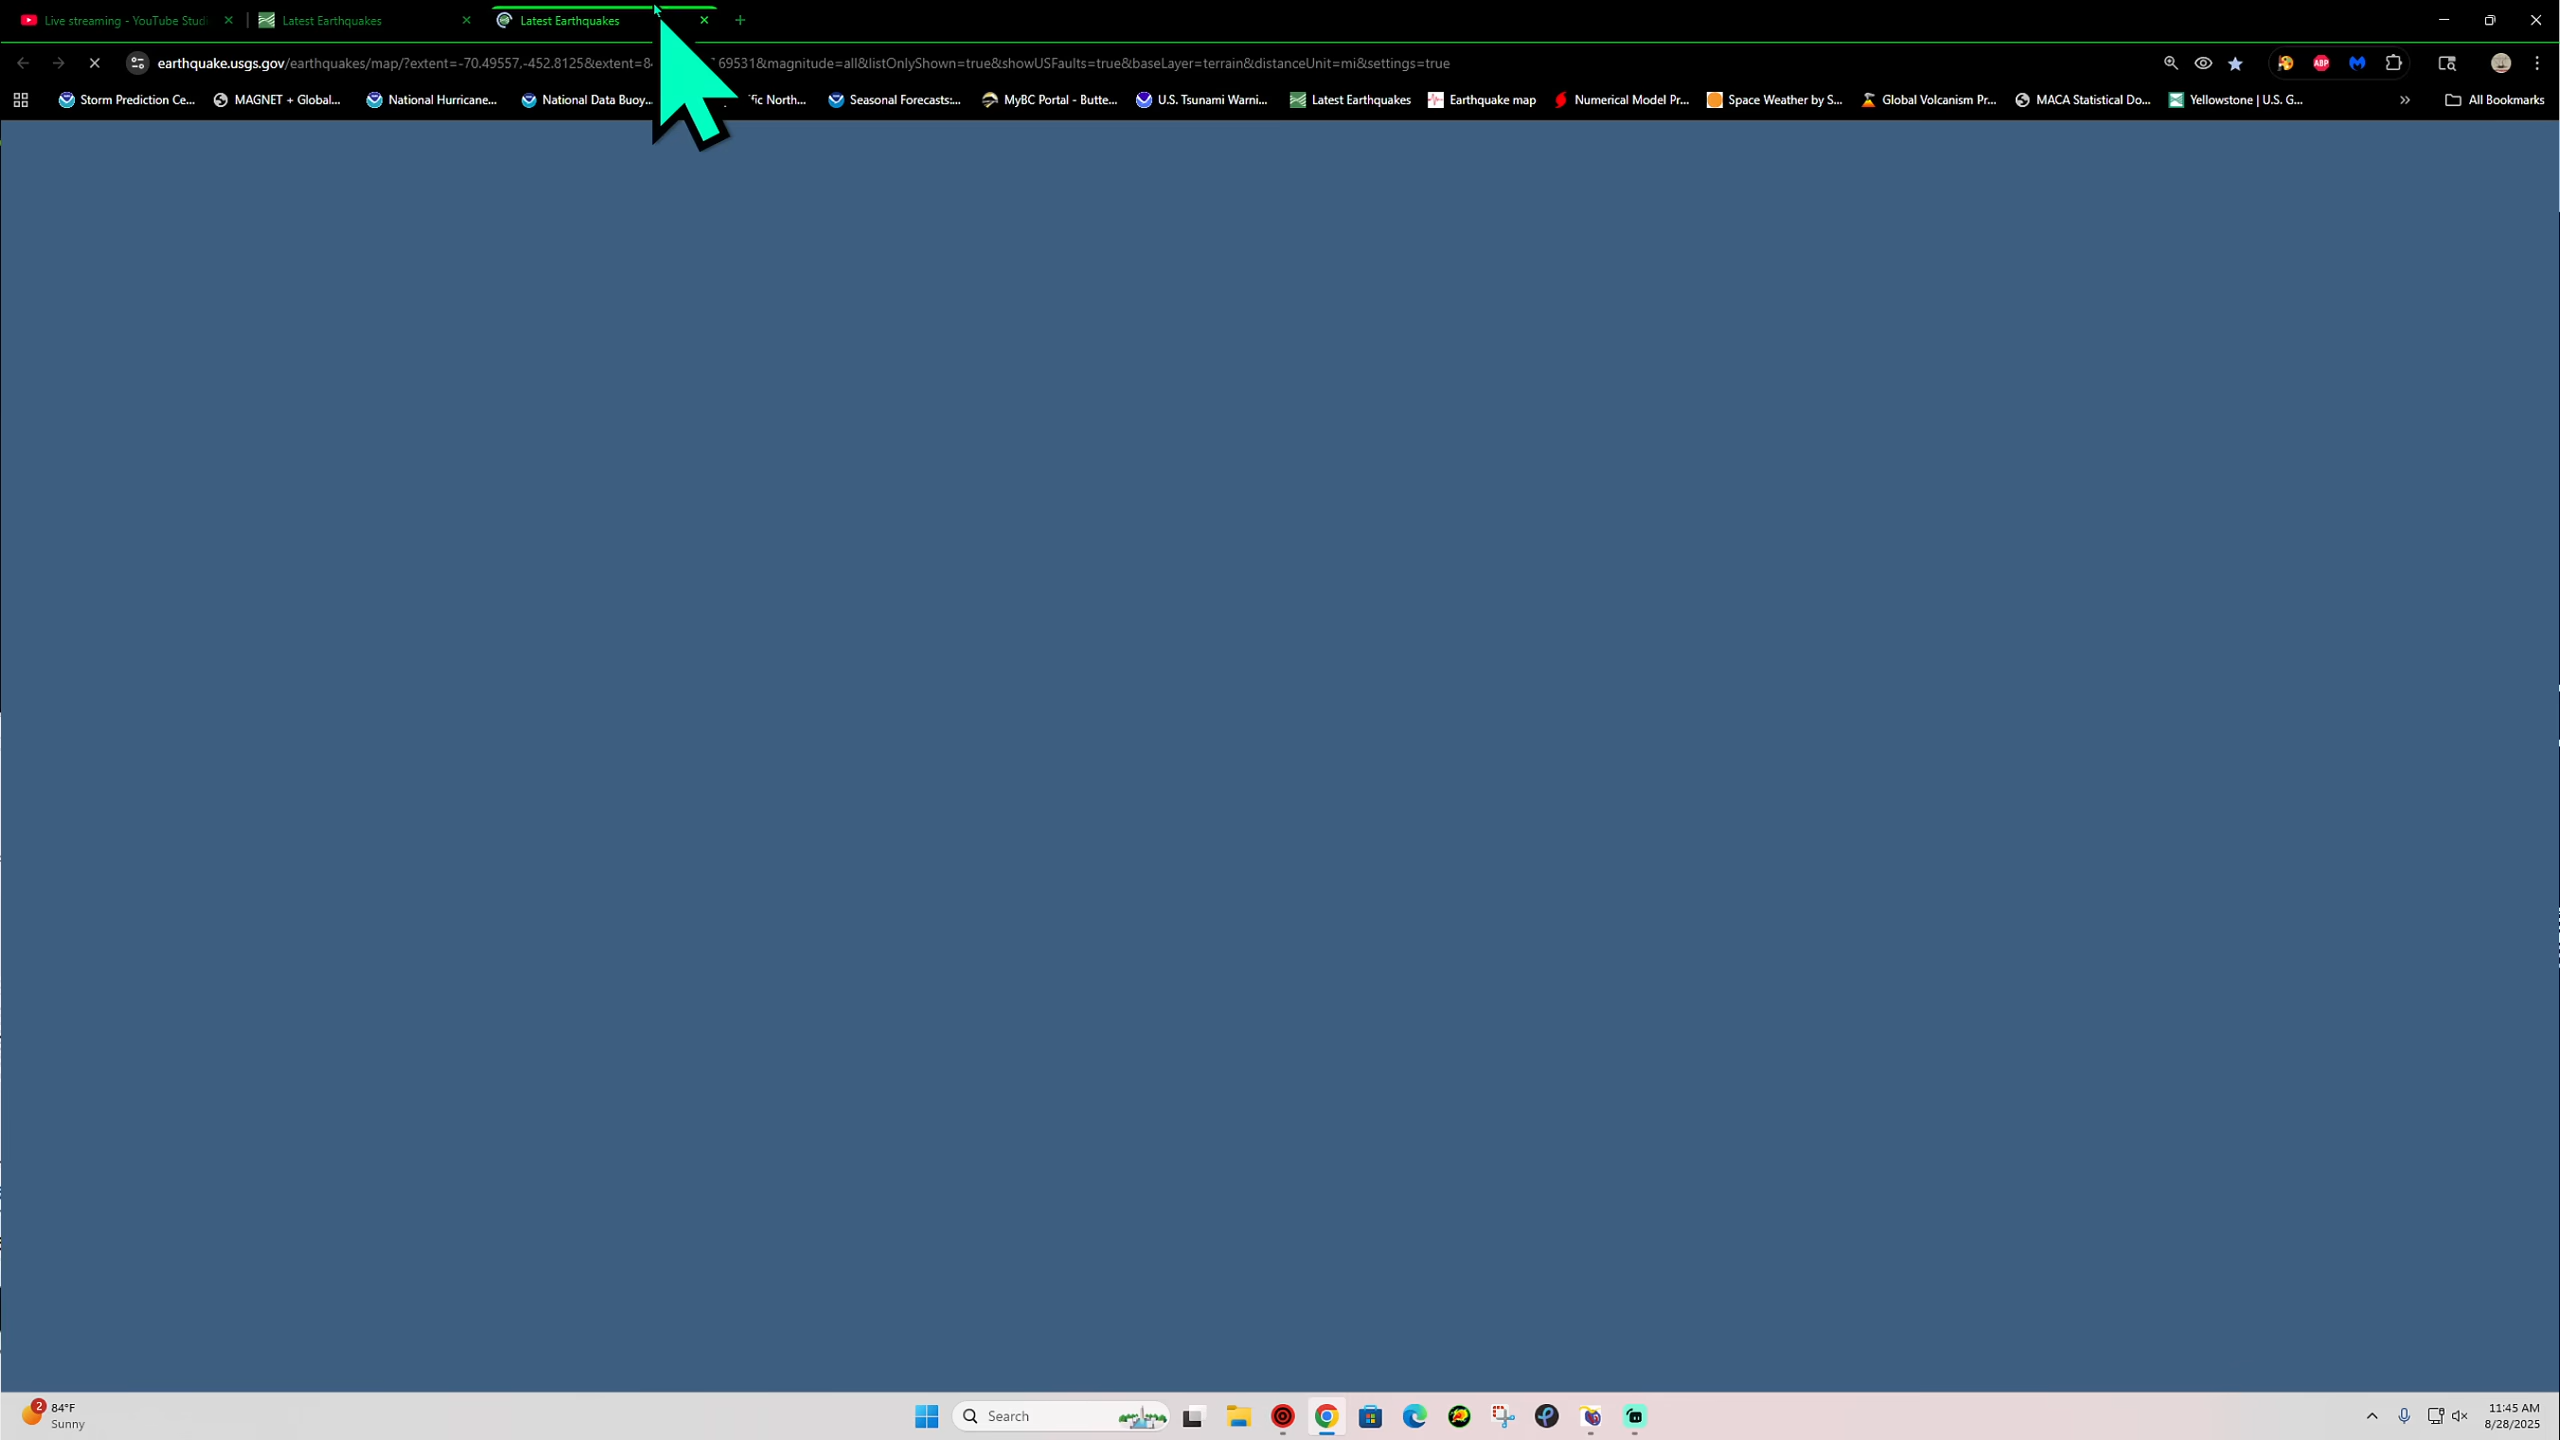 Live streaming - YouTube Studi
Latest Earthquakes
Latest Earthquakes
earthquake.usgs.gov/earthquakes/map/?extent=-70.49557,-452.8125&extent=8
69531&magnitude=all&listOnlyShown=true&showUSFaults=true&baseLayer=terrain&distanceUnit=mi&settings=true
ABP
Storm Prediction Ce...
MAGNET + Global...
National Hurricane...
National Data Buoy...
fic North...
Seasonal Forecasts:...
MyBC Portal - Butte...
U.S. Tsunami Warni...
Latest Earthquakes
Earthquake map
Numerical Model Pr...
Space Weather by S...
Global Volcanism Pr...
MACA Statistical Do...
Yellowstone | U.S. G...
All Bookmarks
2
84°F
Sunny
Search
11:45 AM
8/28/2025